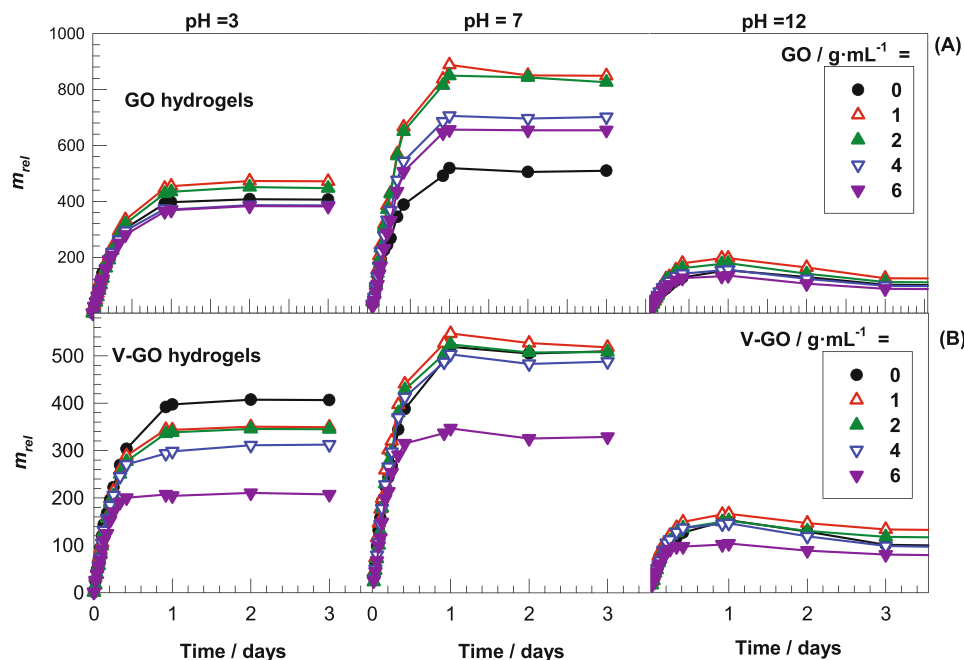 pH =3 pH = 7 pH =12
(A)
1000
800
600
400
200
m_rel
GO hydrogels
GO / g·mL⁻¹ =
0
1
2
4
6
(B)
500
400
300
200
100
0
m_rel
V-GO hydrogels
V-GO / g·mL⁻¹ =
0
1
2
4
6
0 1 2 3 0 1 2 3 1 2 3
Time / days Time / days Time / days